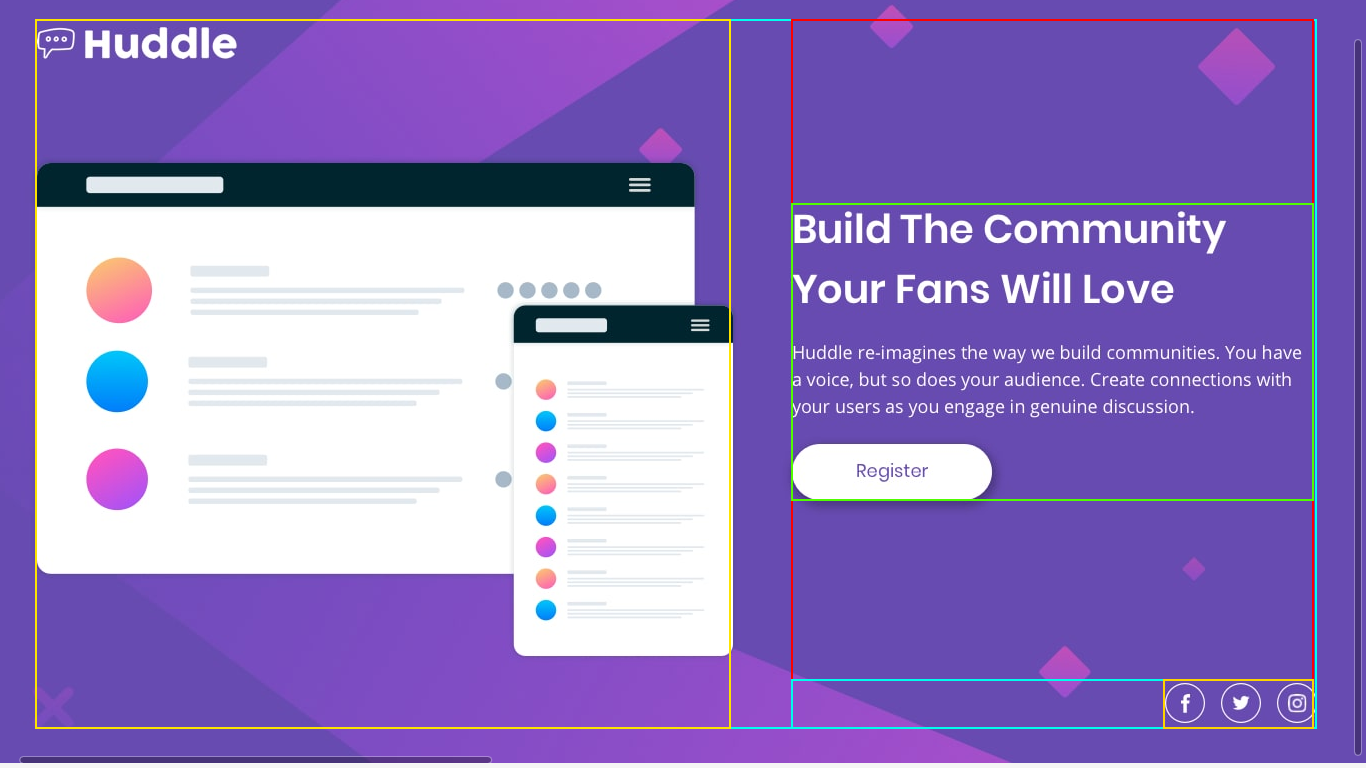 Huddle
Build The Community
Your Fans Will Love
Huddle re-imagines the way we build communities. You have
a voice, but so does your audience. Create connections with
your users as you engage in genuine discussion.
Register